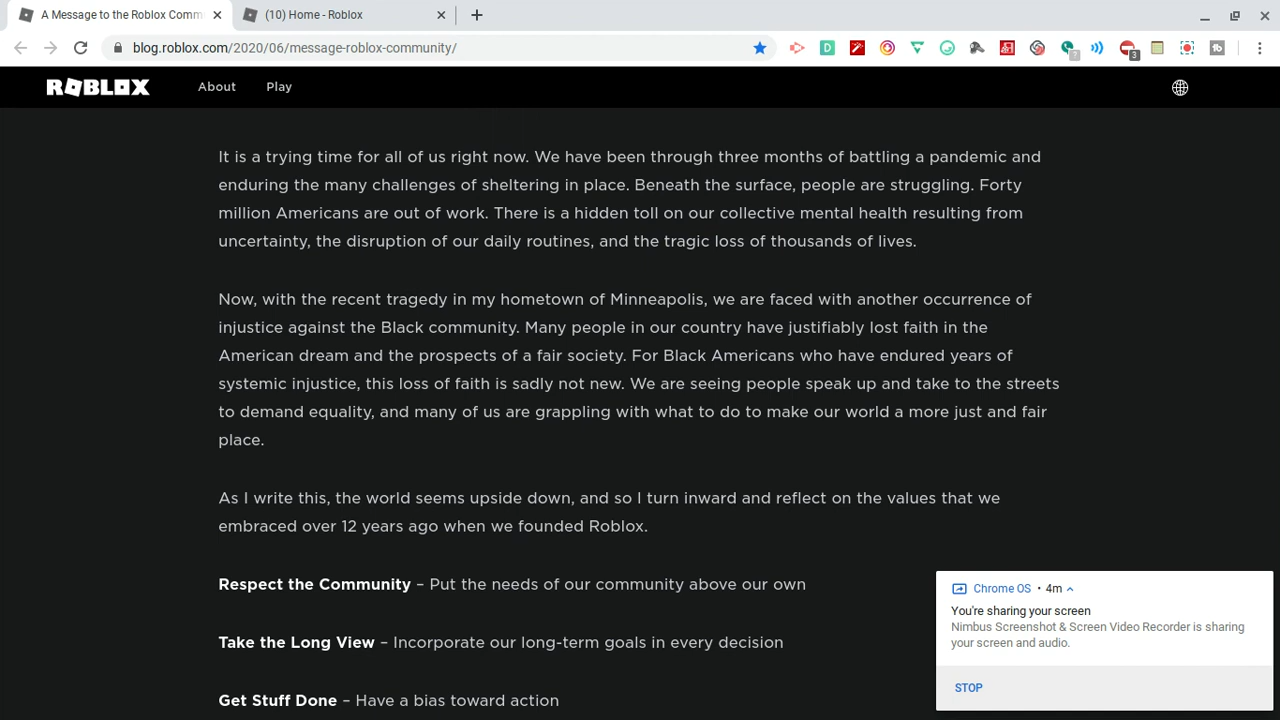 A Message to the Roblox Comm
(10) Home - Roblox
blog.roblox.com/2020/06/message-roblox-community/
3
ROBLOX
About
Play
It is a trying time for all of us right now. We have been through three months of battling a pandemic and
enduring the many challenges of sheltering in place. Beneath the surface, people are struggling. Forty
million Americans are out of work. There is a hidden toll on our collective mental health resulting from
uncertainty, the disruption of our daily routines, and the tragic loss of thousands of lives.
Now, with the recent tragedy in my hometown of Minneapolis, we are faced with another occurrence of
injustice against the Black community. Many people in our country have justifiably lost faith in the
American dream and the prospects of a fair society. For Black Americans who have endured years of
systemic injustice, this loss of faith is sadly not new. We are seeing people speak up and take to the streets
to demand equality, and many of us are grappling with what to do to make our world a more just and fair
place.
As I write this, the world seems upside down, and so I turn inward and reflect on the values that we
embraced over 12 years ago when we founded Roblox.
Respect the Community – Put the needs of our community above our own
Take the Long View – Incorporate our long-term goals in every decision
Get Stuff Done – Have a bias toward action
Chrome OS • 4m
You're sharing your screen
Nimbus Screenshot & Screen Video Recorder is sharing
your screen and audio.
STOP